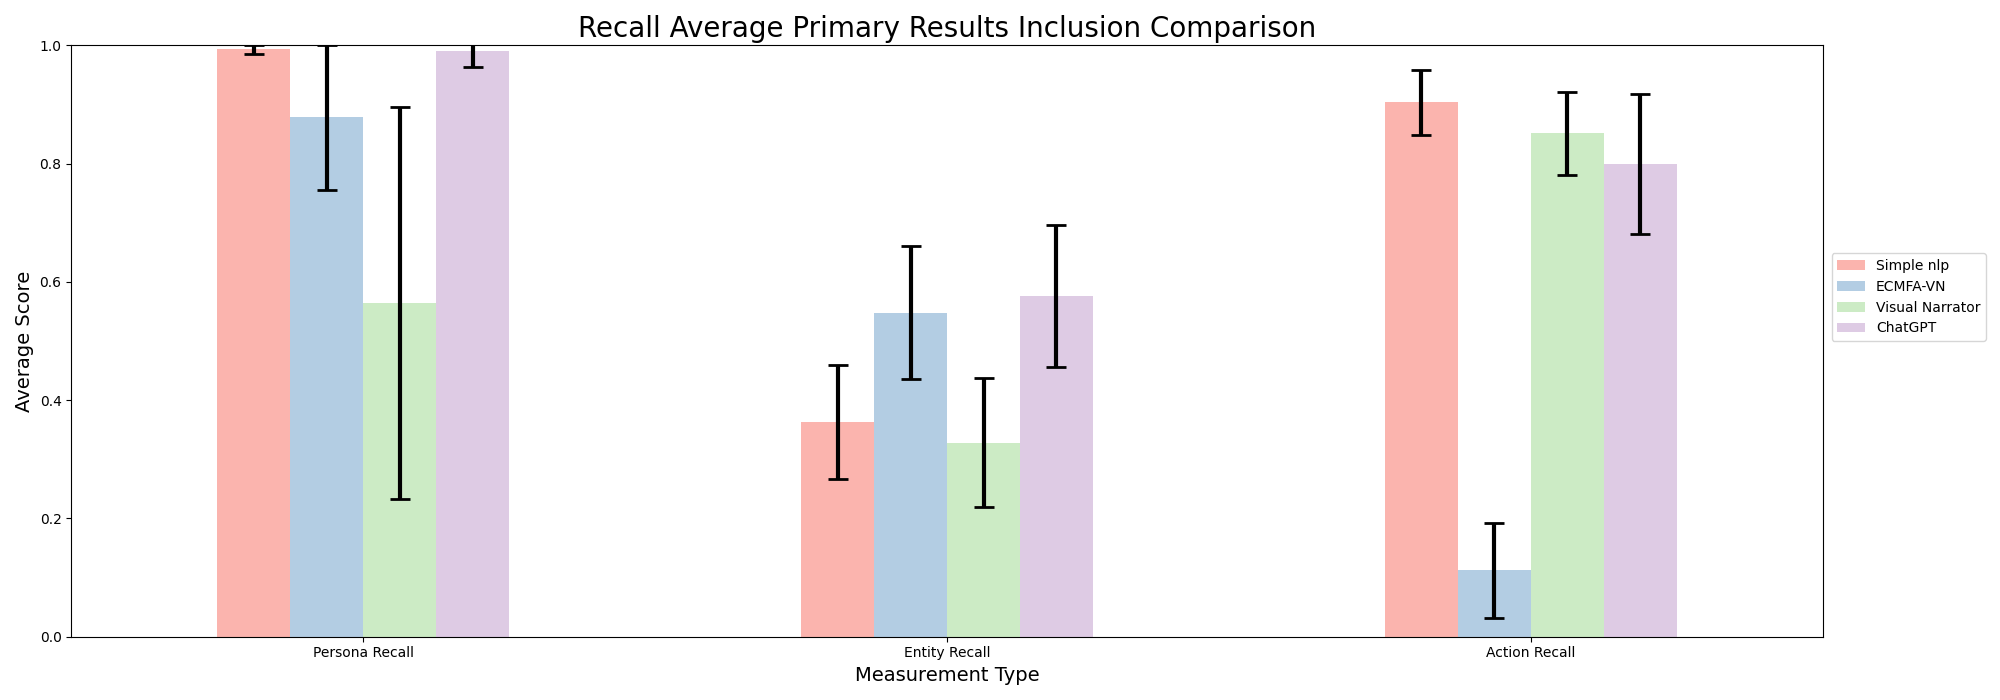 Recall Average Primary Results Inclusion Comparison
1.0
0.8
0.6
0.4
0.2
0.0
Average Score
Persona Recall
Entity Recall
Action Recall
Measurement Type
Simple nlp
ECMFA-VN
Visual Narrator
ChatGPT